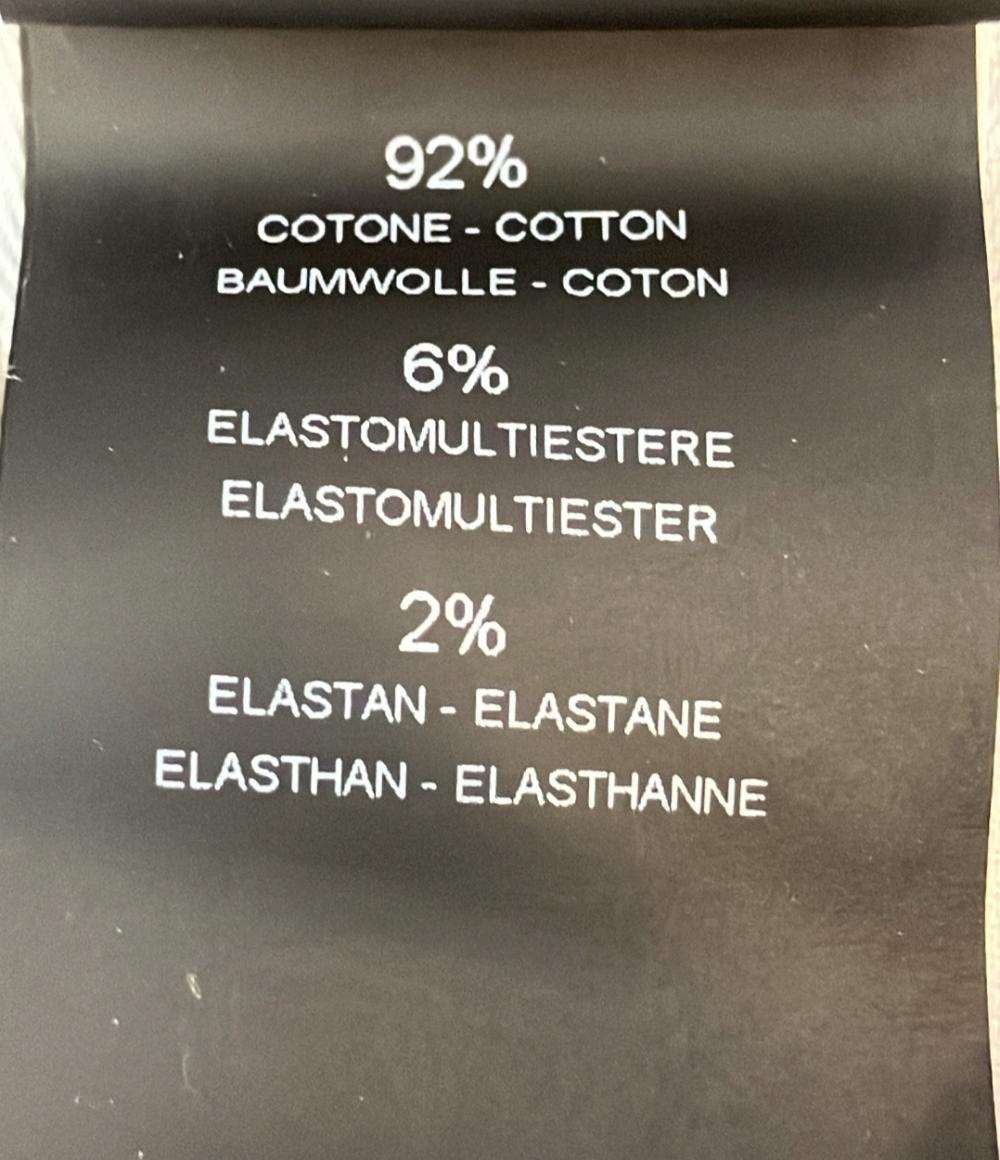 92%
COTONE - COTTON
BAUMWOLLE - COTON
6%
ELASTOMULTIESTERE
ELASTOMULTIESTER
2%
ELASTAN - ELASTANE
ELASTHAN - ELASTHANNE